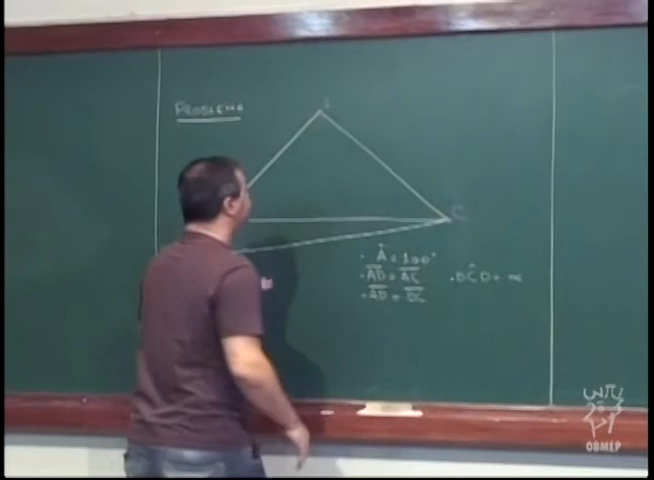 PROBLEMA
A
C
. Â = 100°
. AD = AC . BĈD = ∝
. AD = BC
OBMEP